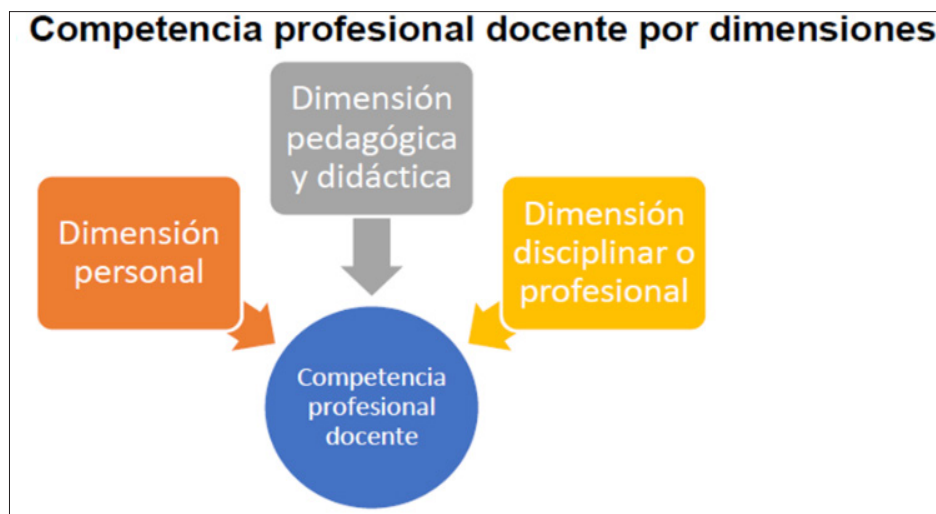 Competencia profesional docente por dimensiones
Dimensión
pedagógica
y didáctica
Dimensión
personal
Dimensión
disciplinar o
profesional
Competencia
profesional
docente